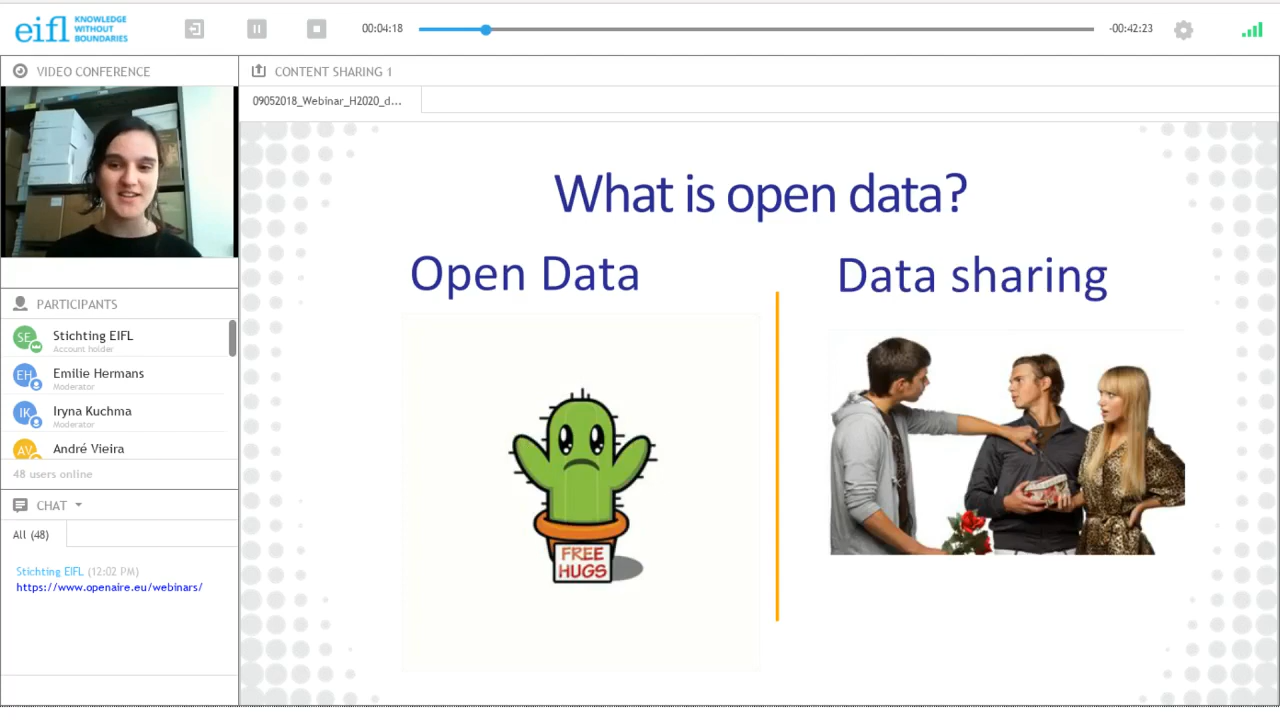 eifl KNOWLEDGE
WITHOUT
BOUNDARIES
00:04:18
-00:42:23
VIDEO CONFERENCE
CONTENT SHARING 1
09052018_Webinar_H2020_d...
What is open data?
Open Data
Data sharing
FREE
HUGS
PARTICIPANTS
SE
Stichting EIFL
Account holder
EH
Emilie Hermans
Moderator
IK
Iryna Kuchma
Moderator
AV
André Vieira
48 users online
CHAT
All (48)
Stichting EIFL (12:02 PM)
https://www.openaire.eu/webinars/